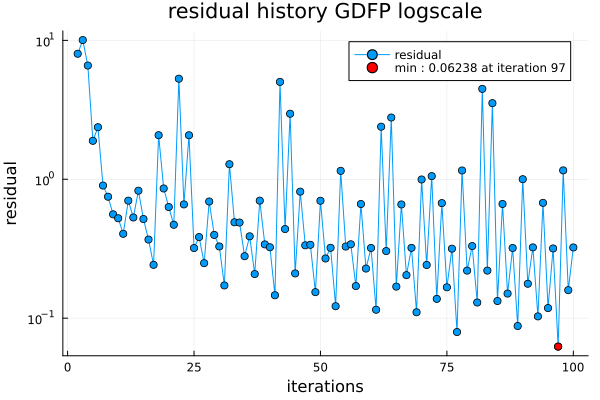 residual history GDFP logscale
residual
min : 0.06238 at iteration 97
10¹
10⁰
10⁻¹
residual
0 25 50 75 100
iterations